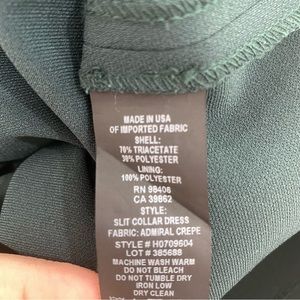 MADE IN USA
OF IMPORTED FABRIC
SHELL:
70% TRIACETATE
30% POLYESTER
LINING:
100% POLYESTER
RN 98406
CA 39862
STYLE:
SLIT COLLAR DRESS
FABRIC: ADMIRAL CREPE
STYLE # H0709604
LOT # 385688
MACHINE WASH WARM
DO NOT BLEACH
DO NOT TUMBLE DRY
IRON LOW
DRY CLEAN